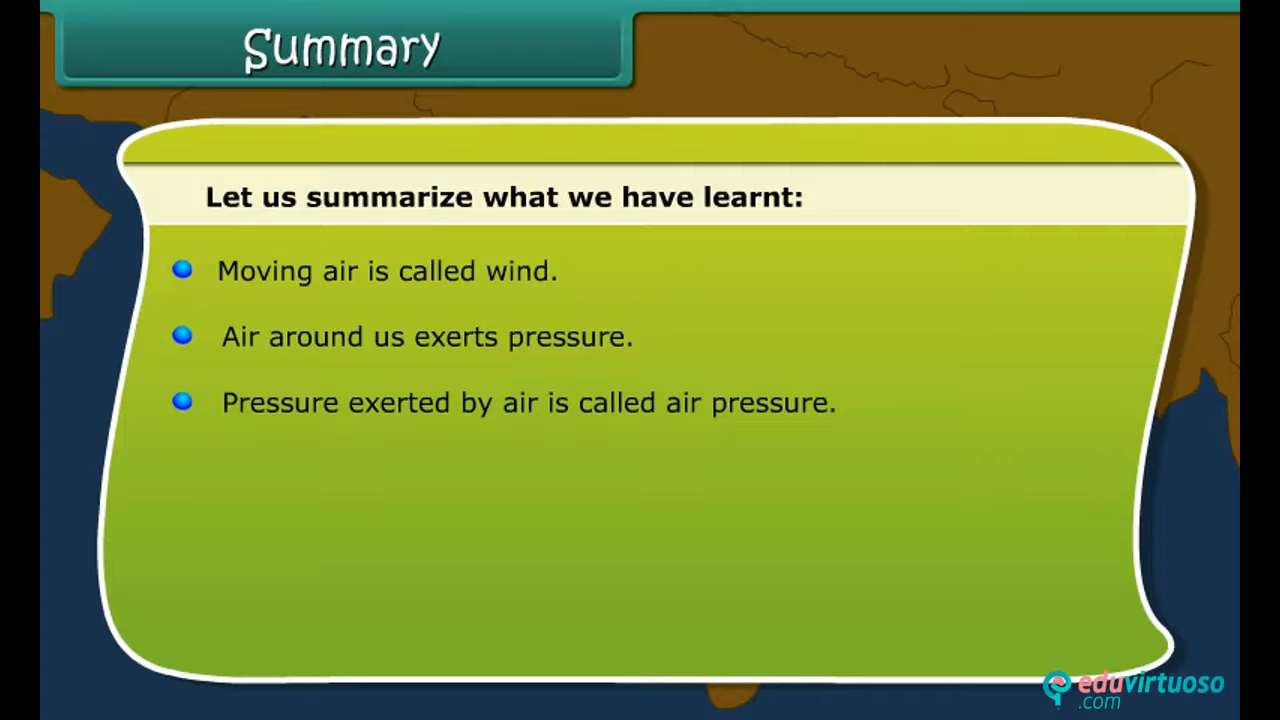 Summary
Let us summarize what we have learnt:
Moving air is called wind.
Air around us exerts pressure.
Pressure exerted by air is called air pressure.
eduvirtuoso
.com